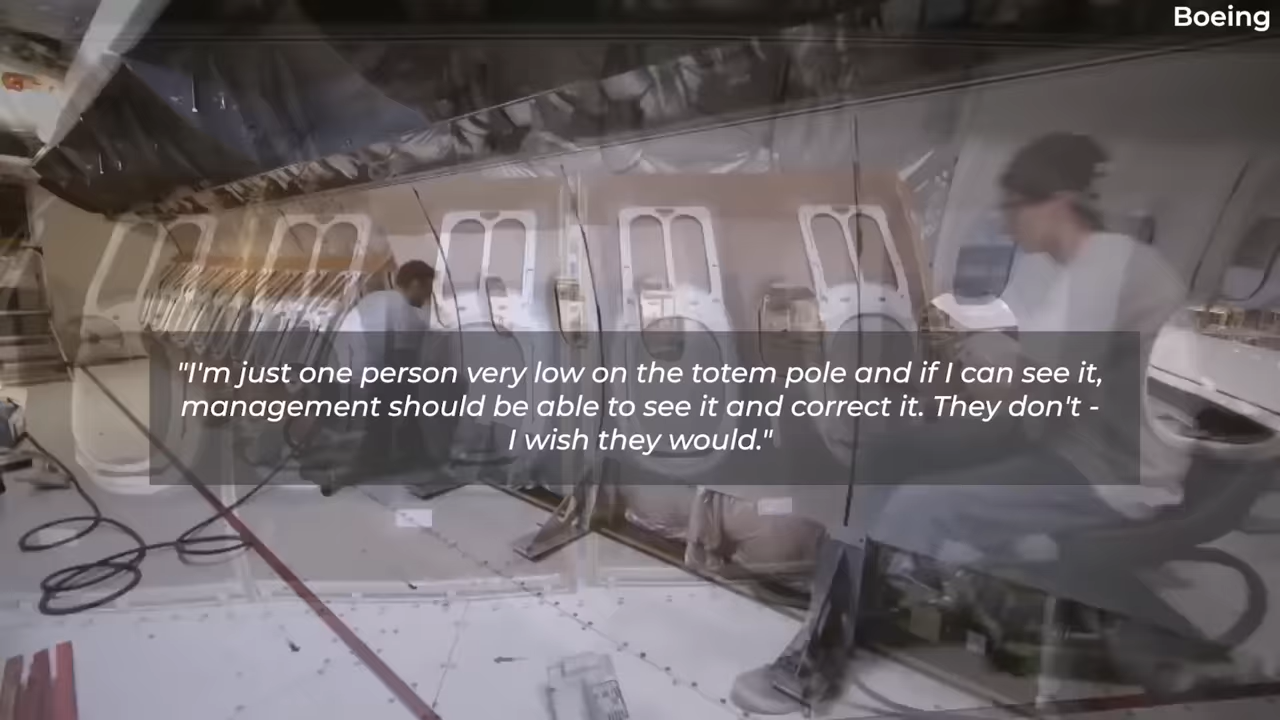 Boeing
"I'm just one person very low on the totem pole and if I can see it,
management should be able to see it and correct it. They don't -
I wish they would."